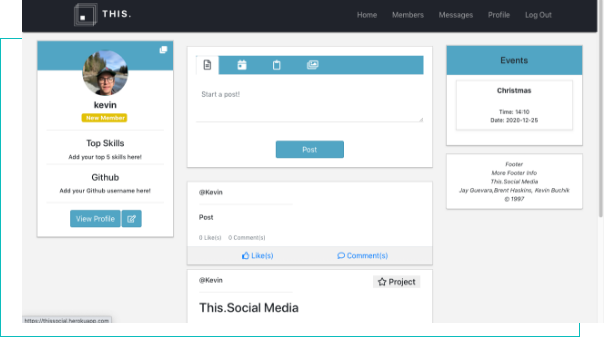 THIS.
Home Members Messages Profile Log Out
kevin
New Member
Top Skills
Add your top 5 skills here!
Github
Add your Github username here!
View Profile
Start a post!
Post
@Kevin
Post
0 Like(s) 0 Comment(s)
Like(s) Comment(s)
@Kevin
Project
This.Social Media
Events
Christmas
Time: 14:10
Date: 2020-12-25
Footer
More Footer Info
This.Social Media
Jay Guevara,Brent Haskins, Kevin Buchik
© 1997
https://thissocial.herokuapp.com